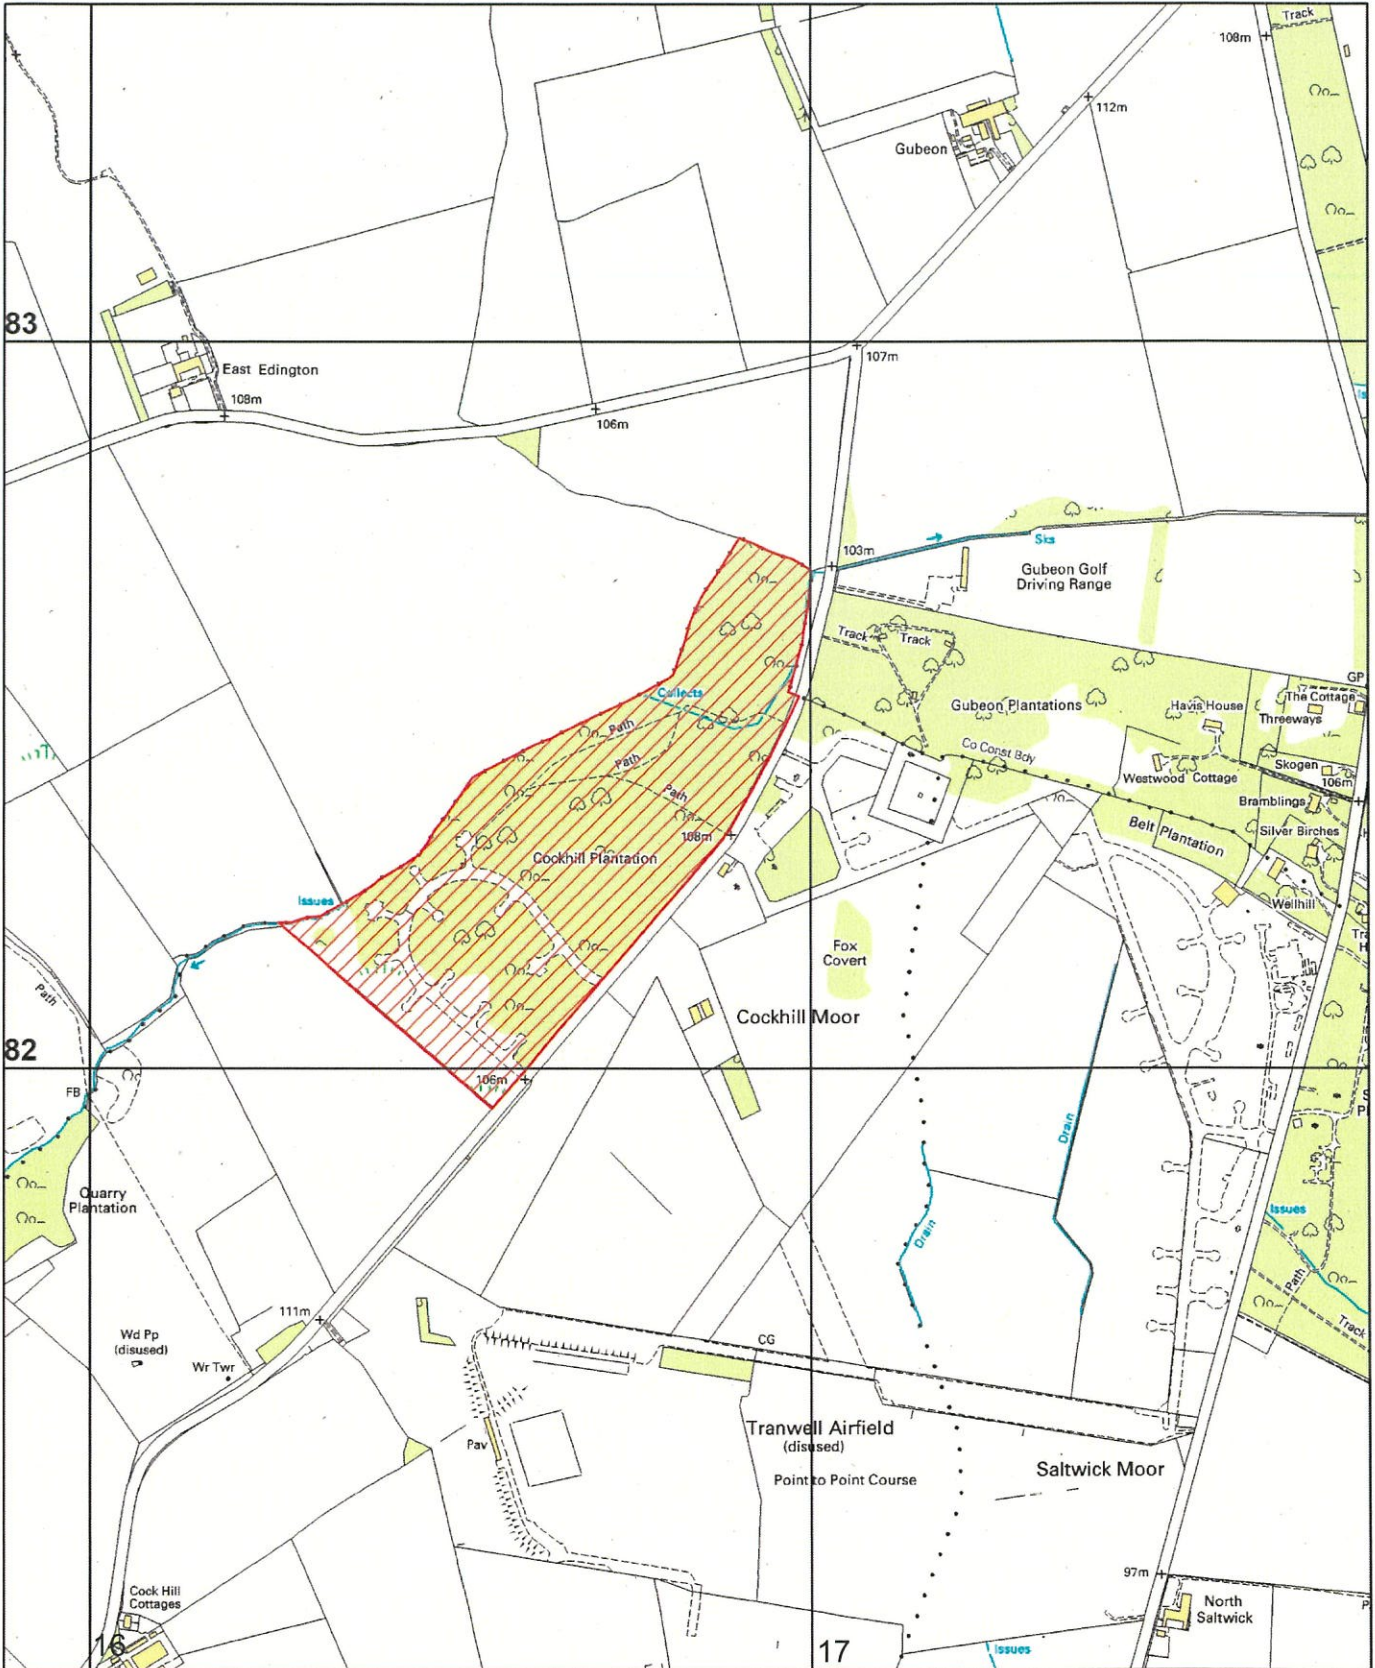 Track
108m
112m
Gubeon
83
East Edington
108m
107m
106m
103m
Sks
Gubeon Golf
Driving Range
Track
Track
Collects
Path
Path
Path
Gubeon Plantations
Havis House
GP
The Cottage
Threeways
Co Const Bdy
Westwood Cottage
Skogen
106m
Bramblings
Belt Plantation
Silver Birches
108m
Cockhill Plantation
Issues
Wellhill
Fox
Covert
Path
Cockhill Moor
82
106m
FB
Drain
Quarry
Plantation
Drain
Issues
Path
Track
111m
Wd Pp
(disused)
Wr Twr
CG
Pav
Tranwell Airfield
(disused)
Point to Point Course
Saltwick Moor
97m
Cock Hill
Cottages
North
Saltwick
16
17
Issues